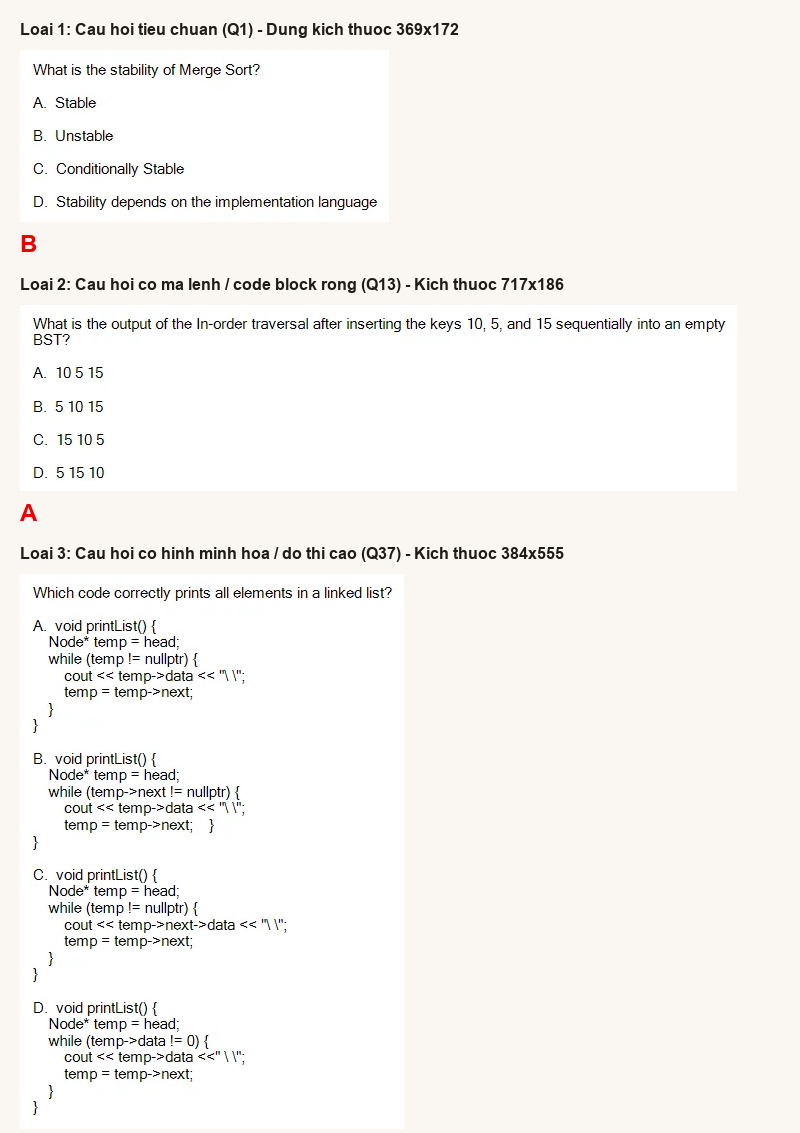 Loai 1: Cau hoi tieu chuan (Q1) - Dung kich thuoc 369x172
What is the stability of Merge Sort?
A. Stable
B. Unstable
C. Conditionally Stable
D. Stability depends on the implementation language
B
Loai 2: Cau hoi co ma lenh / code block rong (Q13) - Kich thuoc 717x186
What is the output of the In-order traversal after inserting the keys 10, 5, and 15 sequentially into an empty
BST?
A. 10 5 15
B. 5 10 15
C. 15 10 5
D. 5 15 10
A
Loai 3: Cau hoi co hinh minh hoa / do thi cao (Q37) - Kich thuoc 384x555
Which code correctly prints all elements in a linked list?
A. void printList() {
Node* temp = head;
while (temp != nullptr) {
cout << temp->data << "\ \";
temp = temp->next;
}
}
B. void printList() {
Node* temp = head;
while (temp->next != nullptr) {
cout << temp->data << "\ \";
temp = temp->next; }
}
C. void printList() {
Node* temp = head;
while (temp != nullptr) {
cout << temp->next->data << "\ \";
temp = temp->next;
}
}
D. void printList() {
Node* temp = head;
while (temp->data != 0) {
cout << temp->data <<" \ \";
temp = temp->next;
}
}